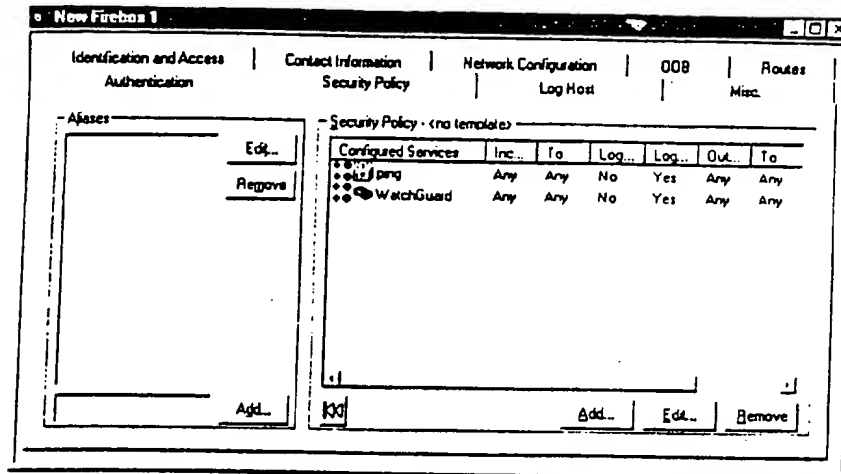 New Firebox 1
Identification and Access | Contact Information | Network Configuration | OOB | Routes
Authentication | Security Policy | Log Host | Misc.
Aliases
Edit...
Remove
Add...
Security Policy - <no template>
Configured Services Inc... To Log... Log... Out... To
ping Any Any No Yes Any Any
WatchGuard Any Any No Yes Any Any
Add... Edit... Remove